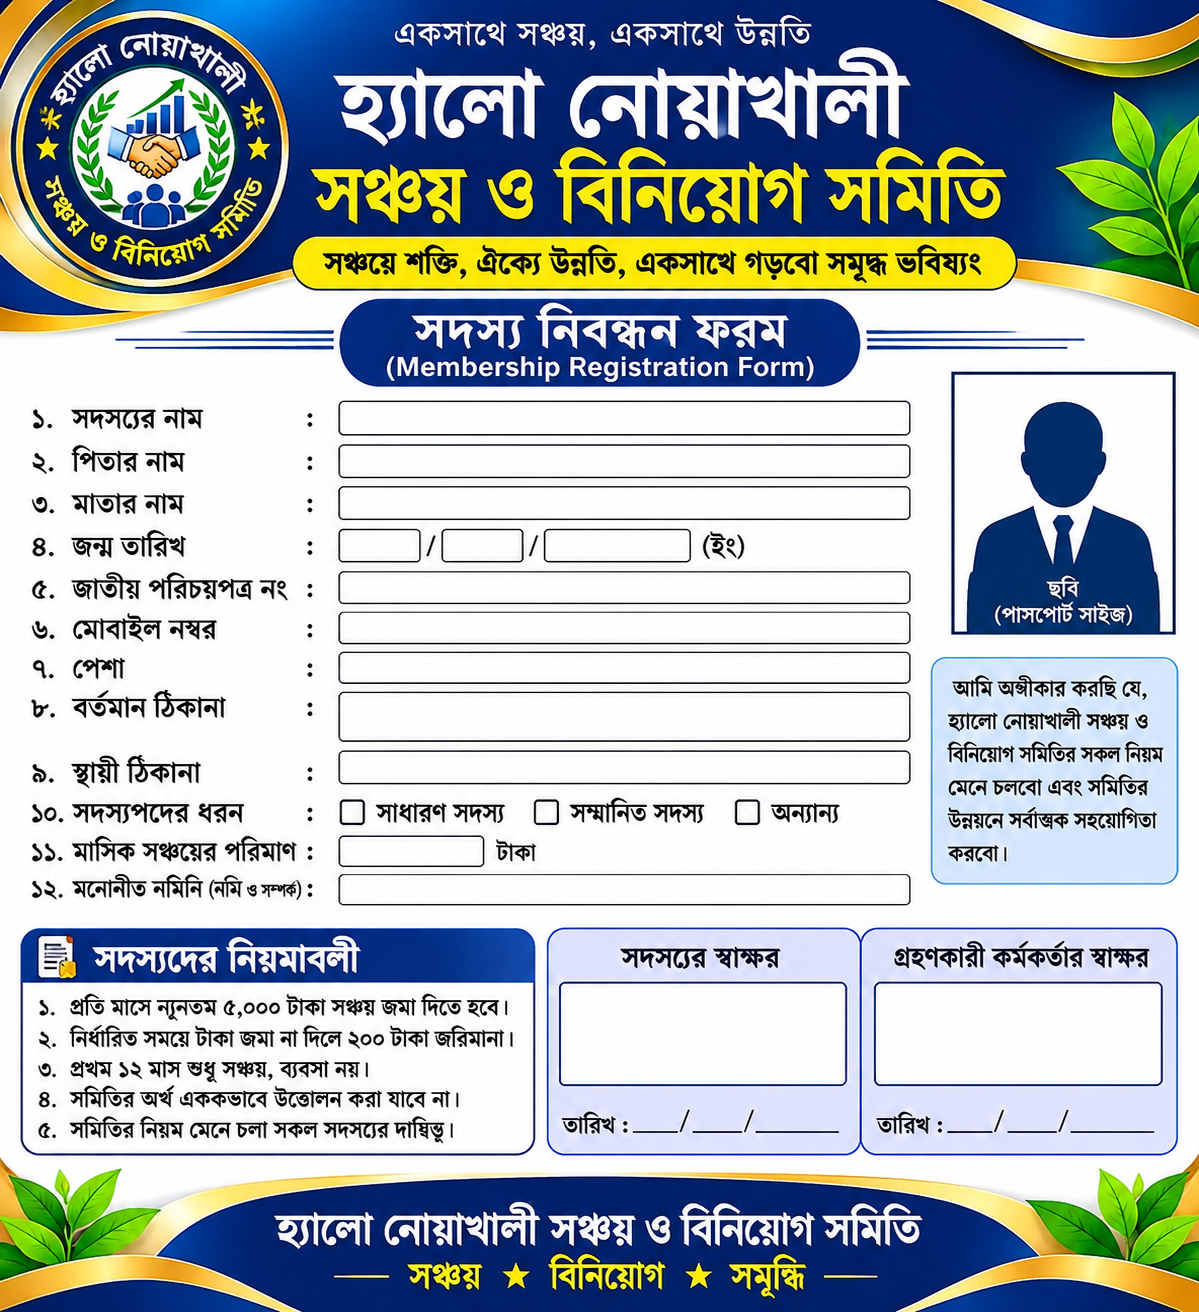 হ্যালো নোয়াখালী
সঞ্চয় ও বিনিয়োগ সমিতি
একসাথে সঞ্চয়, একসাথে উন্নতি
হ্যালো নোয়াখালী
সঞ্চয় ও বিনিয়োগ সমিতি
সঞ্চয়ে শক্তি, ঐক্যে উন্নতি, একসাথে গড়বো সমৃদ্ধ ভবিষ্যং
সদস্য নিবন্ধন ফরম
(Membership Registration Form)
১. সদস্যের নাম :
২. পিতার নাম :
৩. মাতার নাম :
৪. জন্ম তারিখ : / / (ইং)
৫. জাতীয় পরিচয়পত্র নং :
৬. মোবাইল নম্বর :
৭. পেশা :
৮. বর্তমান ঠিকানা :
৯. স্থায়ী ঠিকানা :
১০. সদস্যপদের ধরন : সাধারণ সদস্য সম্মানিত সদস্য অন্যান্য
১১. মাসিক সঞ্চয়ের পরিমাণ : টাকা
১২. মনোনীত নমিনি (নমি ও সম্পর্ক) :
ছবি
(পাসপোর্ট সাইজ)
আমি অঙ্গীকার করছি যে,
হ্যালো নোয়াখালী সঞ্চয় ও
বিনিয়োগ সমিতির সকল নিয়ম
মেনে চলবো এবং সমিতির
উন্নয়নে সর্বাত্মক সহয়োগিতা
করবো।
সদস্যদের নিয়মাবলী
১. প্রতি মাসে ন্যূনতম ৫,০০০ টাকা সঞ্চয় জমা দিতে হবে।
২. নির্ধারিত সময়ে টাকা জমা না দিলে ২০০ টাকা জরিমানা।
৩. প্রথম ১২ মাস শুধু সঞ্চয়, ব্যবসা নয়।
৪. সমিতির অর্থ এককভাবে উত্তোলন করা যাবে না।
৫. সমিতির নিয়ম মেনে চলা সকল সদস্যের
সদস্যের স্বাক্ষর
তারিখ : ___/___/______
গ্রহণকারী কর্মকর্তার স্বাক্ষর
তারিখ : ___/___/______
হ্যালো নোয়াখালী সঞ্চয় ও বিনিয়োগ সমিতি
সঞ্চয় ★ বিনিয়োগ ★ সমৃদ্ধি